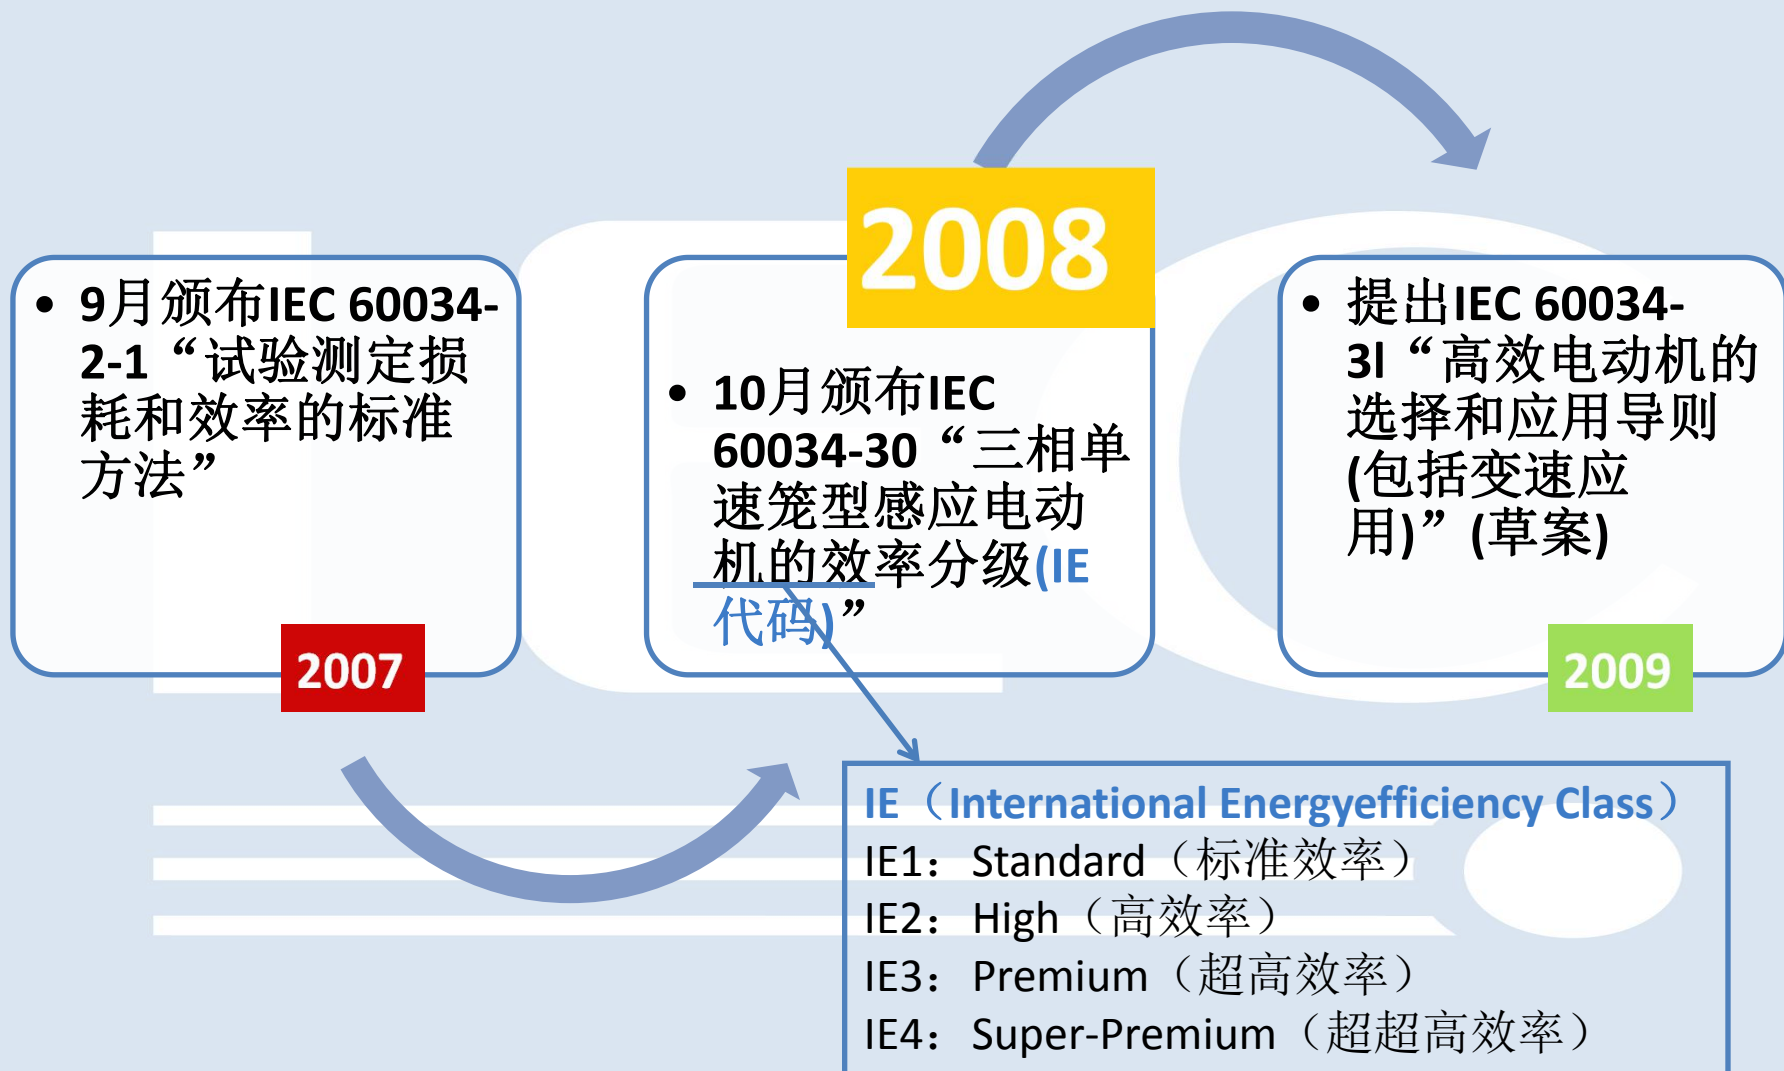 • 9月颁布IEC 60034-
2-1“试验测定损
耗和效率的标准
方法”
2007
2008
• 10月颁布IEC
60034-30“三相单
速笼型感应电动
机的效率分级(IE
代码)”
• 提出IEC 60034-
3l“高效电动机的
选择和应用导则
(包括变速应
用)”(草案)
2009
IE（International Energyefficiency Class）
IE1：Standard（标准效率）
IE2：High（高效率）
IE3：Premium（超高效率）
IE4：Super-Premium（超超高效率）